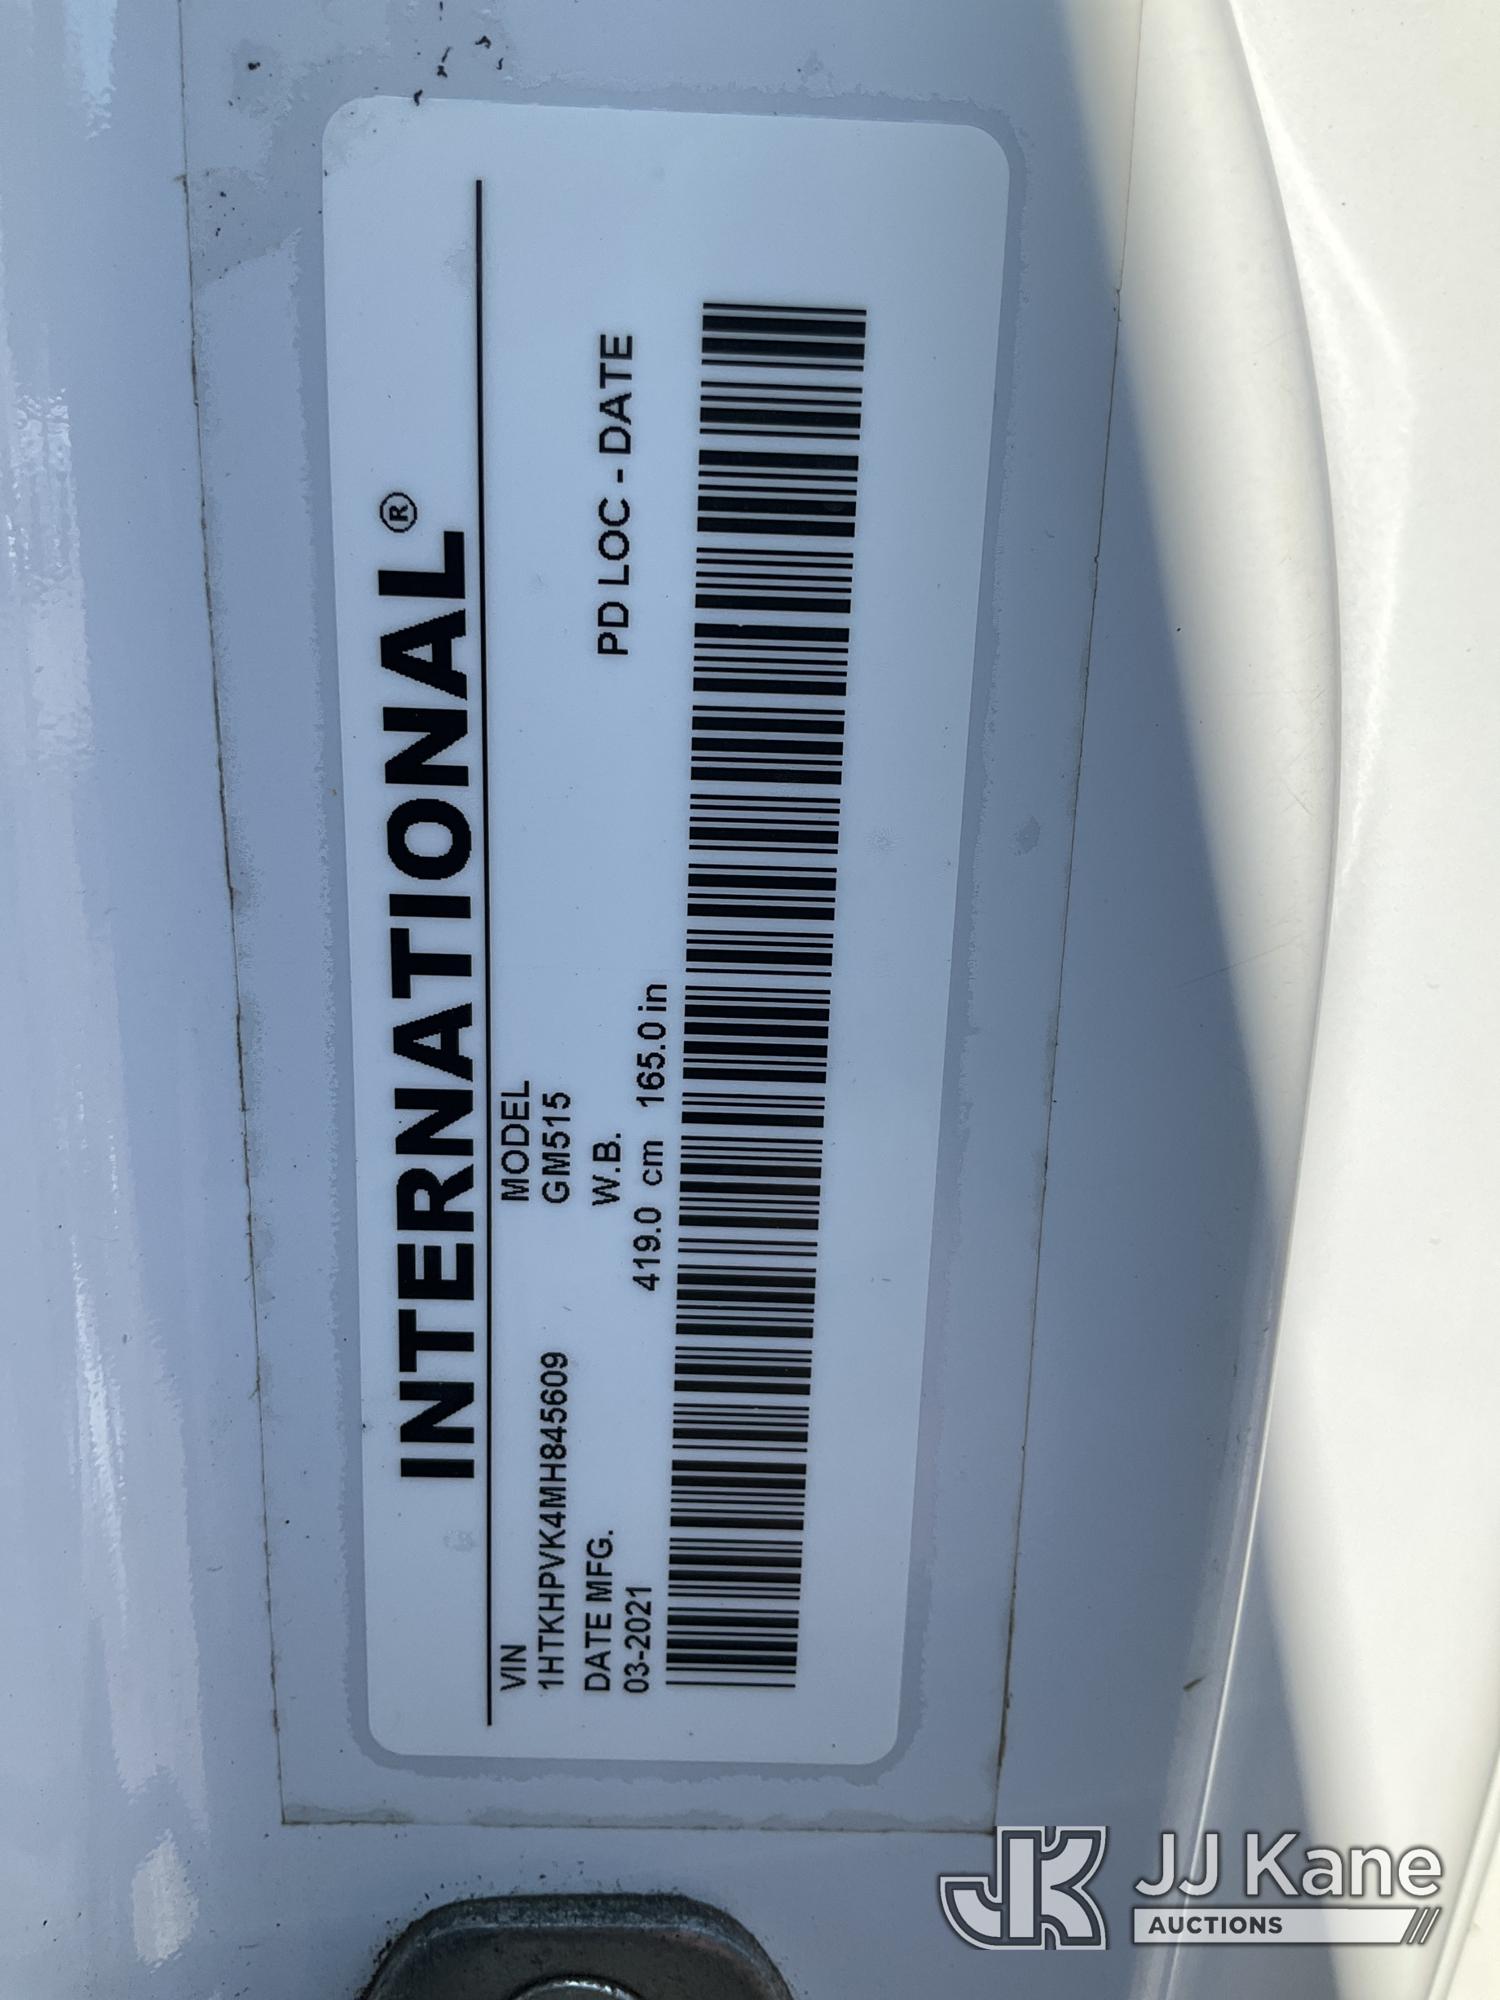 INTERNATIONAL®
VIN MODEL
1HTKHPVK4MH845609 GM515
DATE MFG. W.B. PD LOC - DATE
03-2021 419.0 cm 165.0 in
JK JJ Kane
AUCTIONS